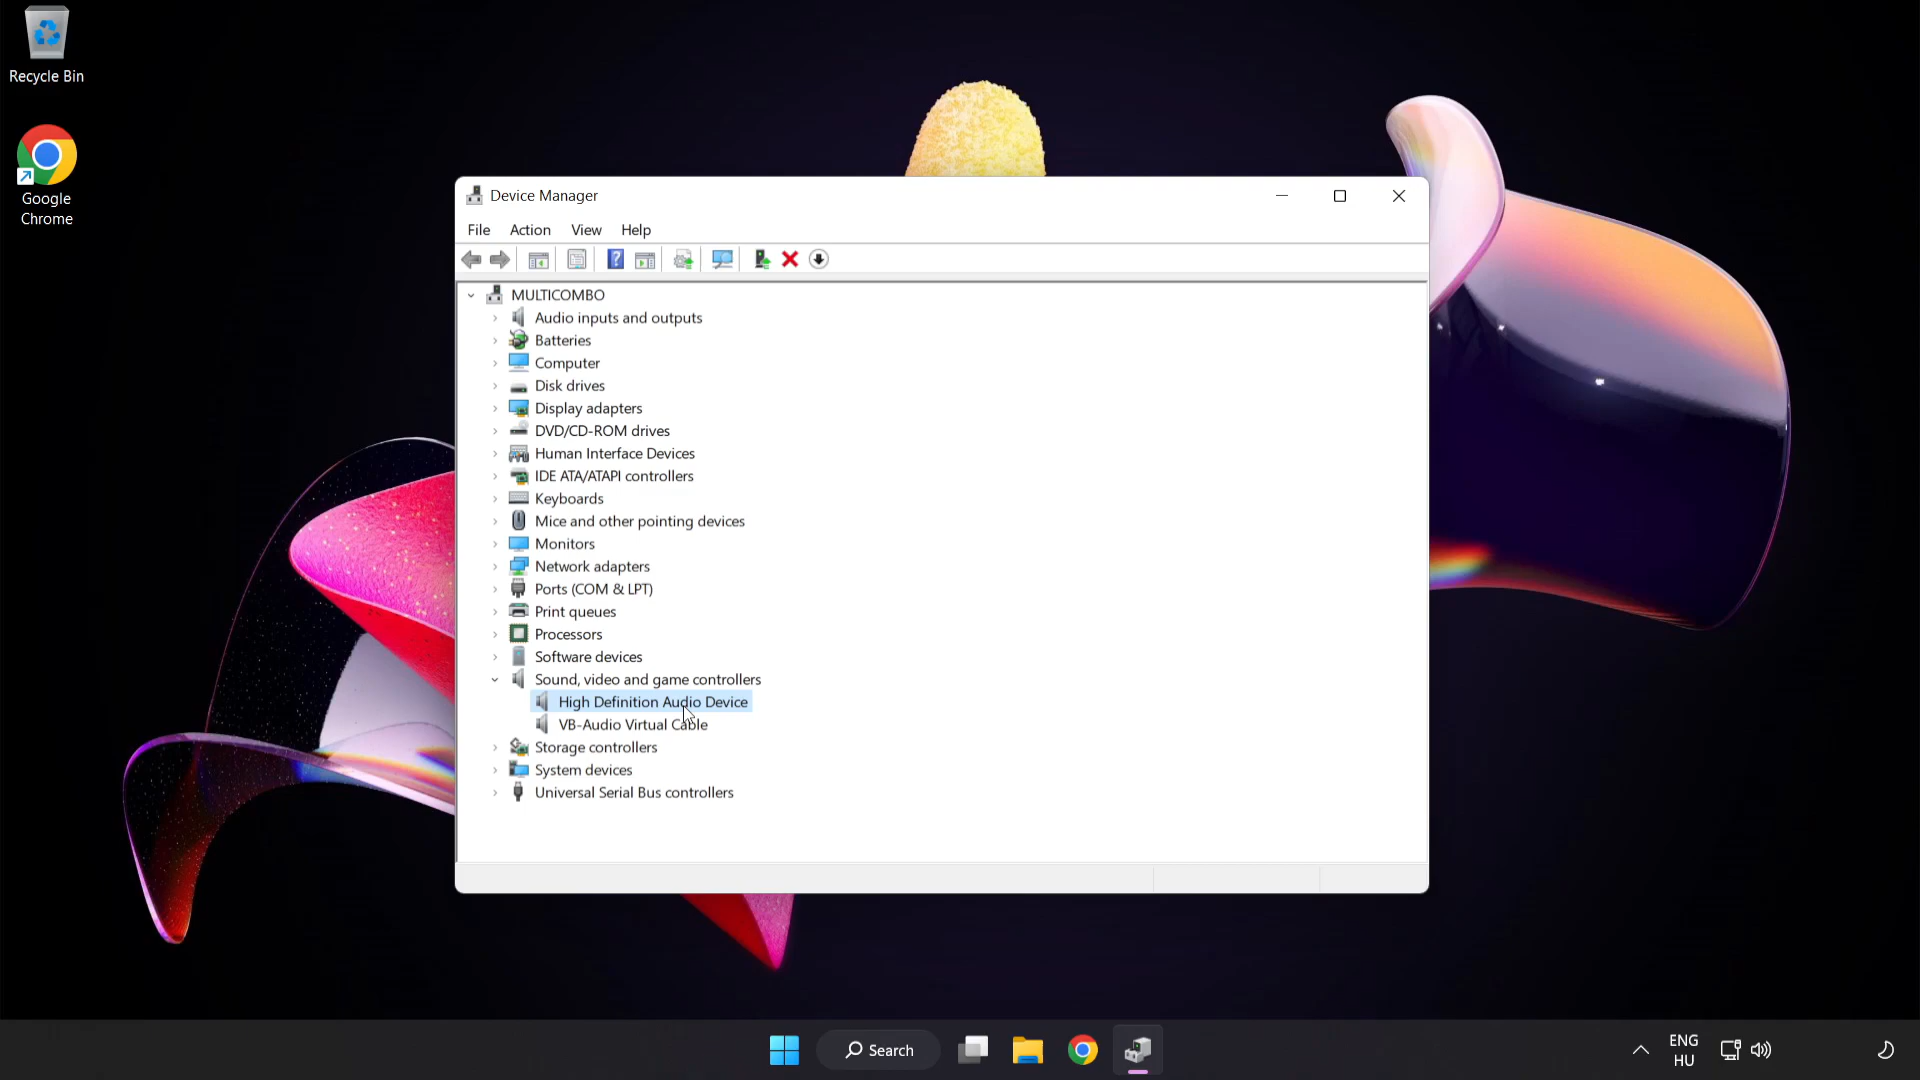 Recycle Bin
Google
Chrome
Device Manager
File Action View Help
MULTICOMBO
Audio inputs and outputs
Batteries
Computer
Disk drives
Display adapters
DVD/CD-ROM drives
Human Interface Devices
IDE ATA/ATAPI controllers
Keyboards
Mice and other pointing devices
Monitors
Network adapters
Ports (COM & LPT)
Print queues
Processors
Software devices
Sound, video and game controllers
High Definition Audio Device
VB-Audio Virtual Cable
Storage controllers
System devices
Universal Serial Bus controllers
Search
ENG
HU